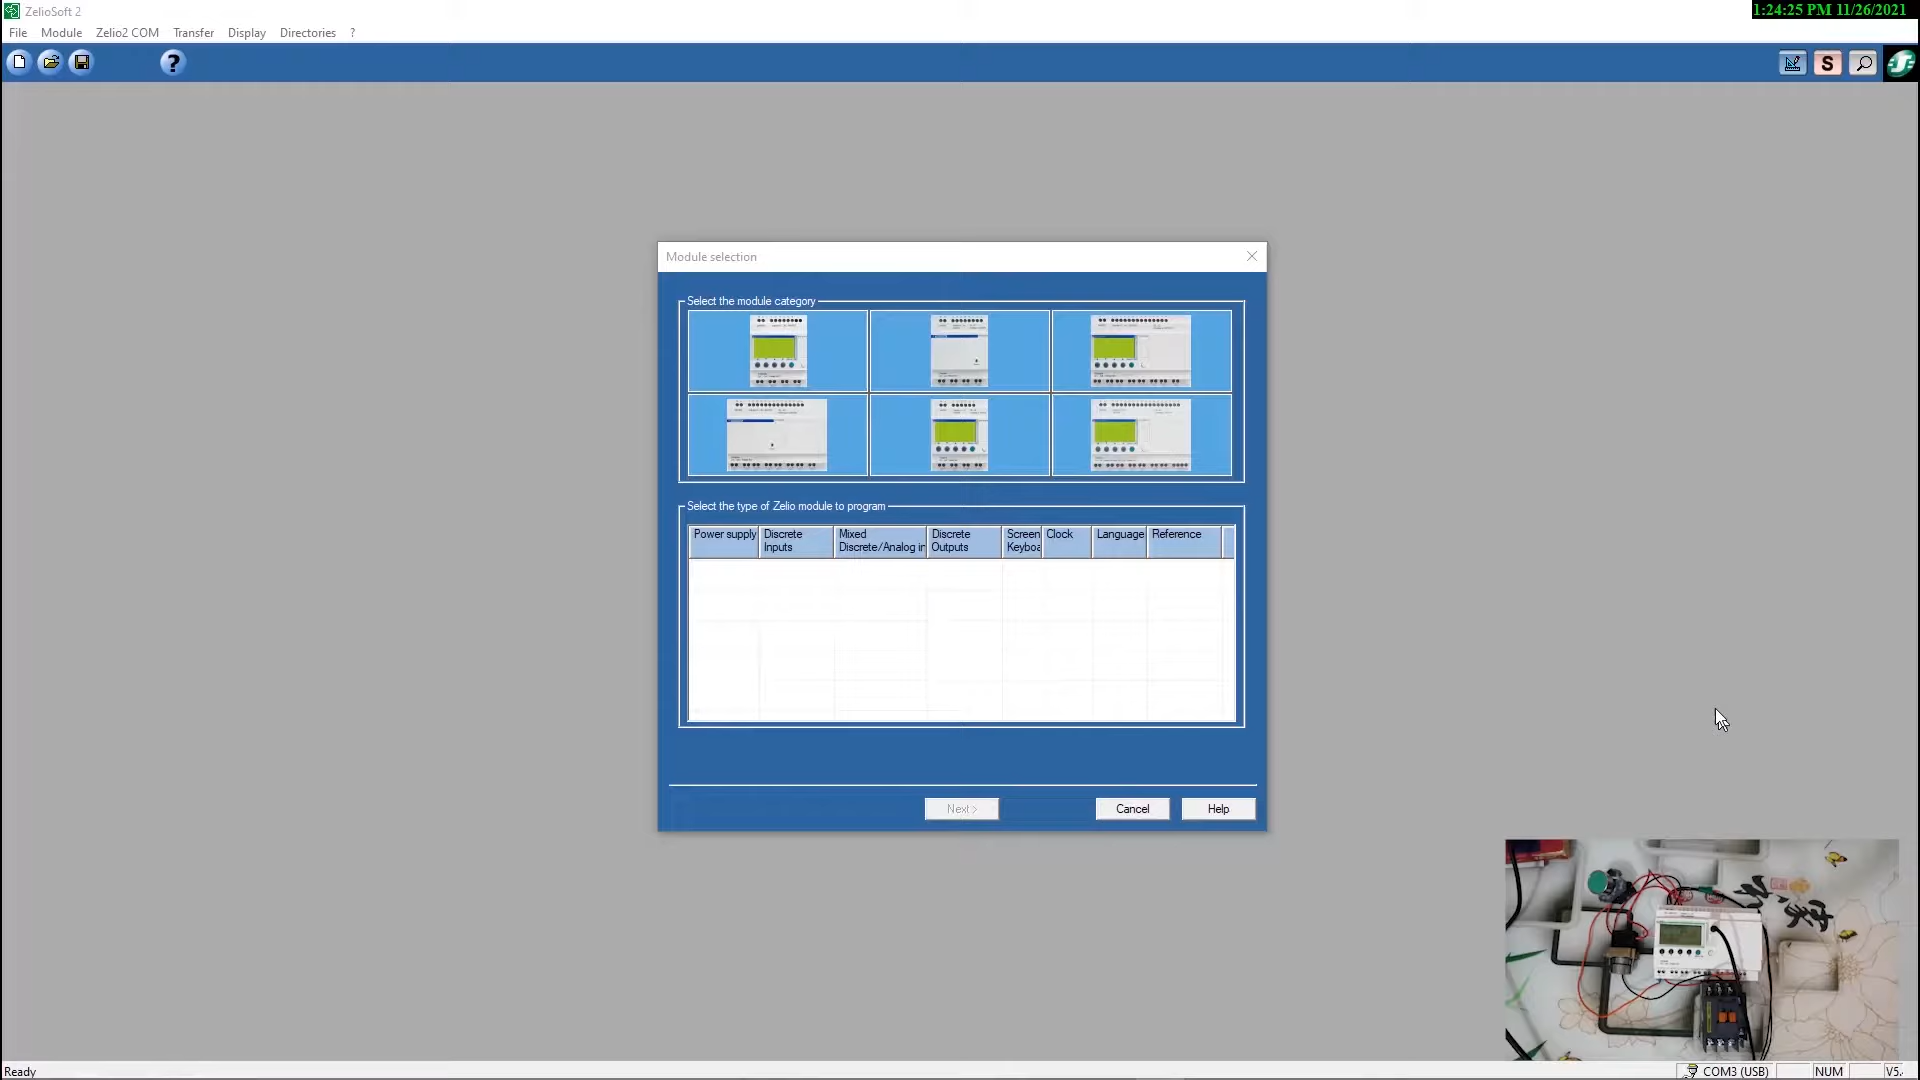 ZelioSoft 2
1:24:25 PM 11/26/2021
File Module Zelio2 COM Transfer Display Directories ?
?
S
Module selection
Select the module category
Select the type of Zelio module to program
Power supply
Discrete
Inputs
Mixed
Discrete/Analog in
Discrete
Outputs
Screen
Keyboa
Clock
Language
Reference
Next >
Cancel
Help
Ready
COM3 (USB)
NUM
V5.